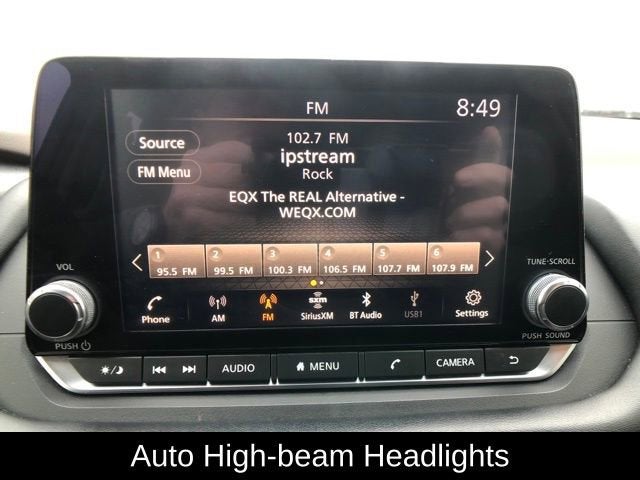 FM
8:49
Source
102.7 FM
ipstream
FM Menu
Rock
EQX The REAL Alternative -
WEQX.COM
1 2 3 4 5 6
95.5 FM 99.5 FM 100.3 FM 106.5 FM 107.7 FM 107.9 FM
VOL
TUNE·SCROLL
sxm
Phone AM FM SiriusXM BT Audio USB1 Settings
PUSH
PUSH SOUND
AUDIO MENU CAMERA
Auto High-beam Headlights